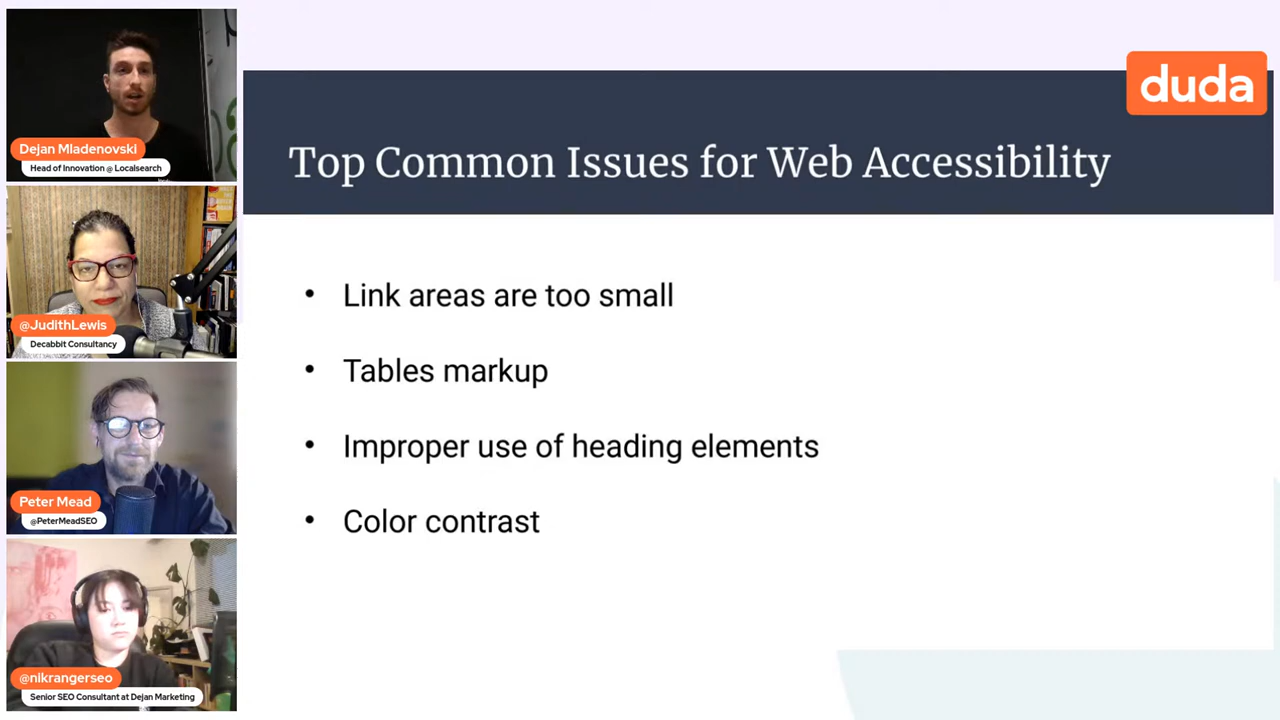 Dejan Mladenovski
Head of Innovation @ Localsearch
@JudithLewis
Decabbit Consultancy
Peter Mead
@PeterMeadSEO
@nikrangerseo
Senior SEO Consultant at Dejan Marketing
duda
Top Common Issues for Web Accessibility
• Link areas are too small
• Tables markup
• Improper use of heading elements
• Color contrast